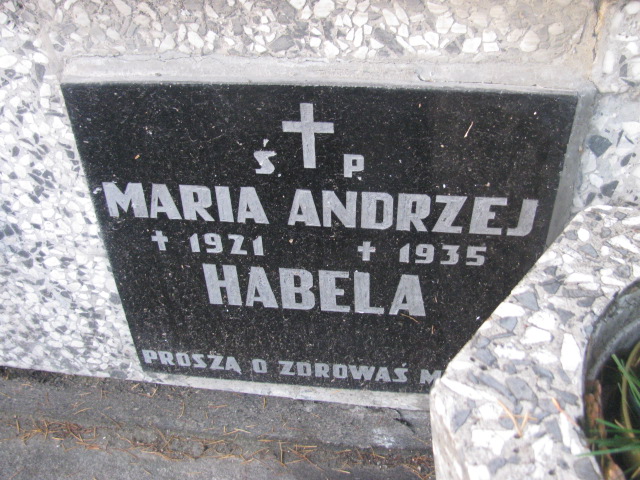 Ś. P
MARIA ANDRZEJ
† 1921 † 1935
HABELA
PROSZĄ O ZDROWAŚ M